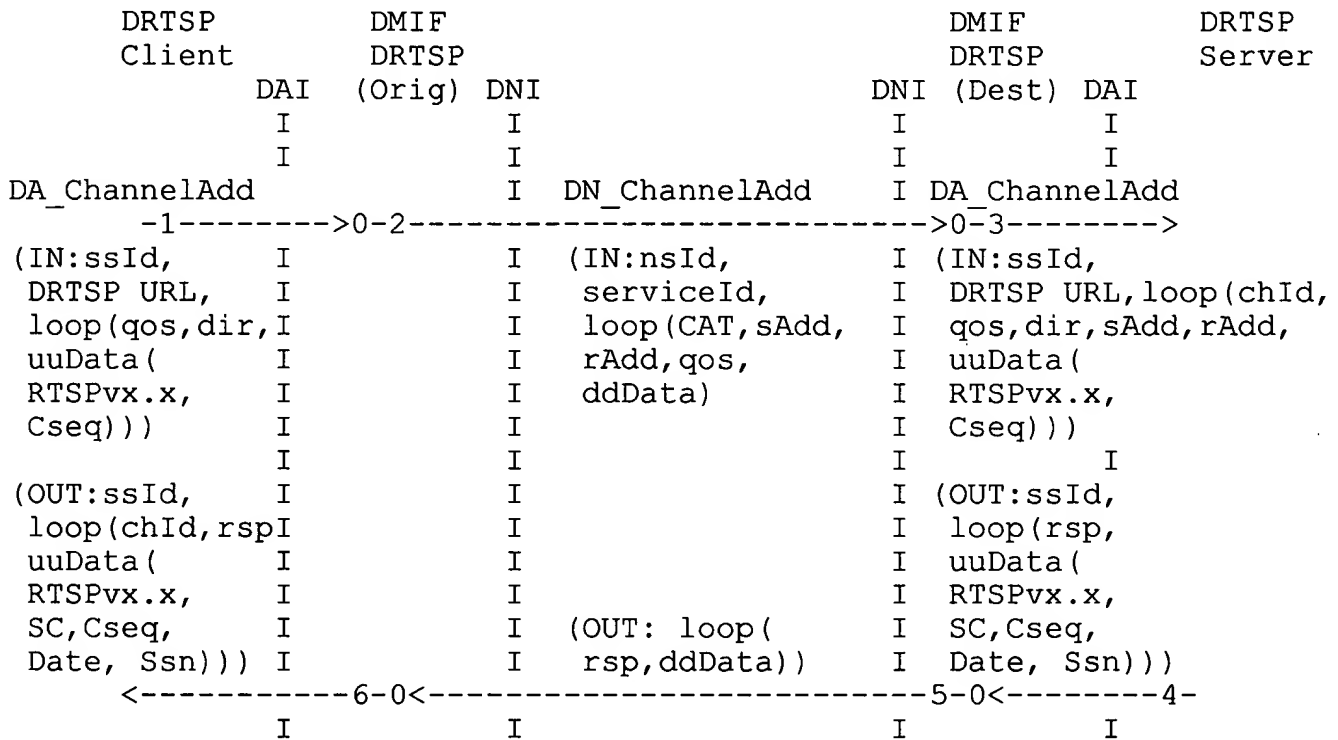 DRTSP DMIF DMIF DRTSP
Client DRTSP DRTSP Server
DAI (Orig) DNI DNI (Dest) DAI
I I I I
I I I I
DA_ChannelAdd I DN_ChannelAdd I DA_ChannelAdd
-1-------->0-2---------------------------->0-3-------->
(IN:ssId, I I (IN:nsId, I (IN:ssId,
DRTSP URL, I I serviceId, I DRTSP URL,loop(chId,
loop(qos,dir,I I loop(CAT,sAdd, I qos,dir,sAdd,rAdd,
uuData( I I rAdd,qos, I uuData(
RTSPvx.x, I I ddData) I RTSPvx.x,
Cseq))) I I I Cseq)))
I I I I
(OUT:ssId, I I I (OUT:ssId,
loop(chId,rspI I I loop(rsp,
uuData( I I I uuData(
RTSPvx.x, I I I RTSPvx.x,
SC,Cseq, I I (OUT: loop( I SC,Cseq,
Date, Ssn))) I I rsp,ddData)) I Date, Ssn)))
<------------6-0<---------------------------5-0<--------4-
I I I I